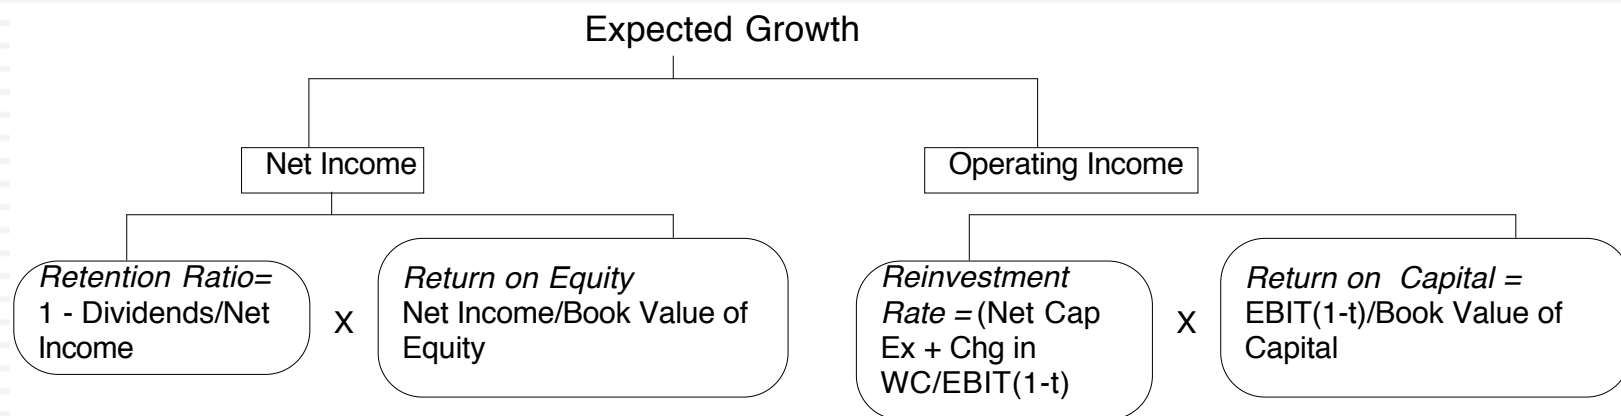 Expected Growth
Net Income
Operating Income
Retention Ratio=
1 - Dividends/Net
Income
X
Return on Equity
Net Income/Book Value of
Equity
Reinvestment
Rate = (Net Cap
Ex + Chg in
WC/EBIT(1-t)
X
Return on Capital =
EBIT(1-t)/Book Value of
Capital